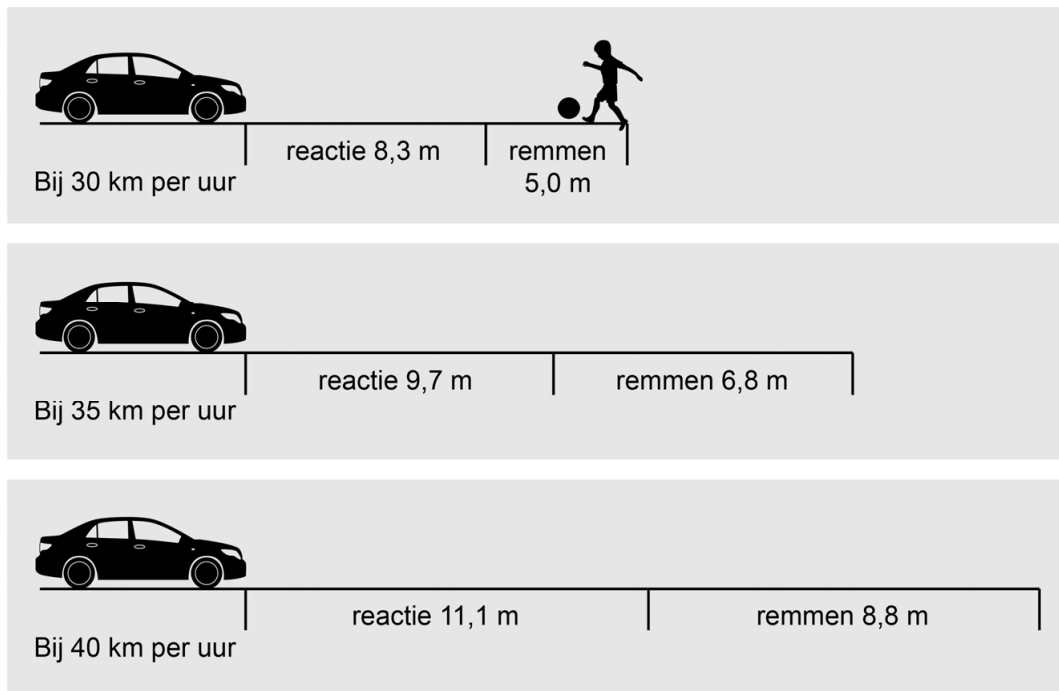 reactie 8,3 m
remmen
5,0 m
Bij 30 km per uur
reactie 9,7 m
remmen 6,8 m
Bij 35 km per uur
reactie 11,1 m
remmen 8,8 m
Bij 40 km per uur